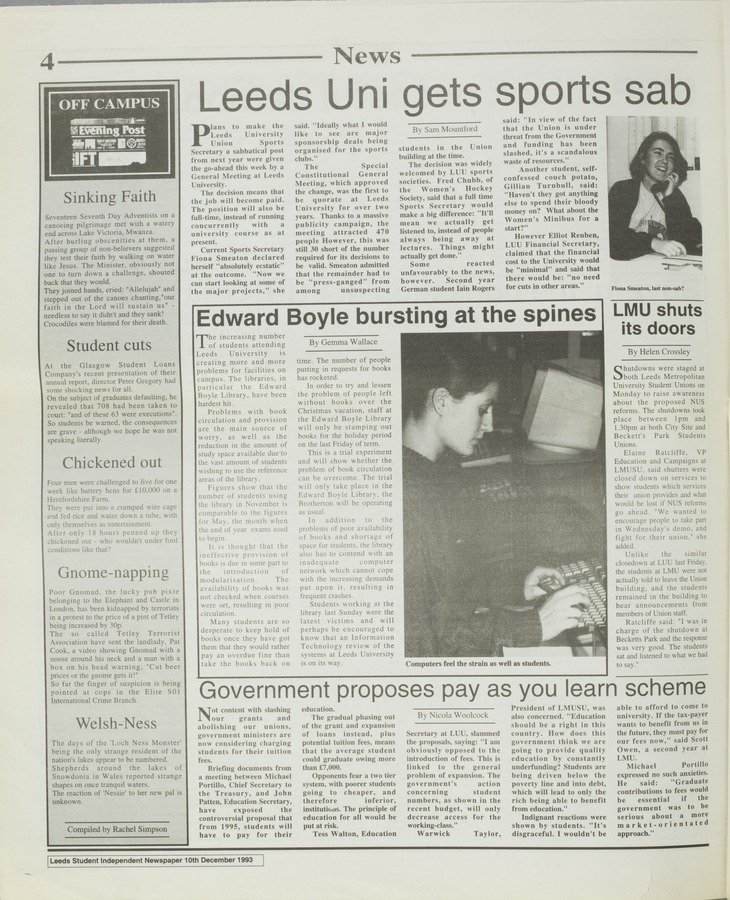 4
News
OFF CAMPUS
Evening Post
IFT
Sinking Faith
Seventeen Seventh Day Adventists on a
canoeing pilgrimage met with a watery
end across Lake Victoria, Mwanza.
After hurling obscenities at them, a
passing group of non-believers suggested
they test their faith by walking on water
like Jesus. The Minister, obviously not
one to turn down a challenge, shouted
back that they would.
They joined hands, cried: "Allelujah" and
stepped out of the canoes chanting,"our
faith in the Lord will sustain us" -
needless to say it didn't and they sank!
Crocodiles were blamed for their death.
Student cuts
At the Glasgow Student Loans
Company's recent presentation of their
annual report, director Peter Gregory had
some shocking news for all.
On the subject of graduates defaulting, he
revealed that 708 had been taken to
court: "and of these 63 were executions".
So students be warned, the consequences
are grave - although we hope he was not
speaking literally.
Chickened out
Four men were challenged to live for one
week like battery hens for £10,000 on a
Herefordshire Farm.
They were put into a cramped wire cage
and fed rice and water down a tube, with
only themselves as entertainment.
After only 18 hours penned up they
chickened out - who wouldn't under foul
conditions like that?
Gnome-napping
Poor Gnomad, the lucky pub pixie
belonging to the Elephant and Castle in
London, has been kidnapped by terrorists
in a protest to the price of a pint of Tetley
being increased by 30p.
The so called Tetley Terrorist
Association have sent the landlady, Pat
Cook, a video showing Gnomad with a
noose around his neck and a man with a
box on his head warning, "Cut beer
prices or the gnome gets it!"
So far the finger of suspicion is being
pointed at cops in the Elite S01
International Crime Branch.
Welsh-Ness
The days of the 'Loch Ness Monster'
being the only strange resident of the
nation's lakes appear to be numbered.
Shepherds around the lakes of
Snowdonia in Wales reported strange
shapes on once tranquil waters.
The reaction of 'Nessie' to her new pal is
unknown.
Compiled by Rachel Simpson
Leeds Uni gets sports sab
Plans to make the
Leeds University
Union Sports
Secretary a sabbatical post
from next year were given
the go-ahead this week by a
General Meeting at Leeds
University.
The decision means that
the job will become paid.
The position will also be
full-time, instead of running
concurrently with a
university course as at
present.
Current Sports Secretary
Fiona Smeaton declared
herself "absolutely ecstatic"
at the outcome. "Now we
can start looking at some of
the major projects," she
said. "Ideally what I would
like to see are major
sponsorship deals being
organised for the sports
clubs."
The Special
Constitutional General
Meeting, which approved
the change, was the first to
be quorate at Leeds
University for over two
years. Thanks to a massive
publicity campaign, the
meeting attracted 470
people However, this was
still 30 short of the number
required for its decisions to
be valid. Smeaton admitted
that the remainder had to
be "press-ganged" from
among unsuspecting
By Sam Mountford
students in the Union
building at the time.
The decision was widely
welcomed by LUU sports
societies. Fred Chubb, of
the Women's Hockey
Society, said that a full time
Sports Secretary would
make a big difference: "It'll
mean we actually get
listened to, instead of people
always being away at
lectures. Things might
actually get done."
Some reacted
unfavourably to the news,
however. Second year
German student Iain Rogers
said: "In view of the fact
that the Union is under
threat from the Government
and funding has been
slashed, it's a scandalous
waste of resources."
Another student, self-
confessed couch potato,
Gillian Turnbull, said:
"Haven't they got anything
else to spend their bloody
money on? What about the
Women's Minibus for a
start?"
However Elliot Reuben,
LUU Financial Secretary,
claimed that the financial
cost to the University would
be "minimal" and said that
there would be: "no need
for cuts in other areas."
Fiona Smeaton, last non-sab?
Edward Boyle bursting at the spines
The increasing number
of students attending
Leeds University is
creating more and more
problems for facilities on
campus. The libraries, in
particular the Edward
Boyle Library, have been
hardest hit.
Problems with book
circulation and provision
are the main source of
worry, as well as the
reduction in the amount of
study space available due to
the vast amount of students
wishing to use the reference
areas of the library.
Figures show that the
number of students using
the library in November is
comparable to the figures
for May, the month when
the end of year exams used
to begin.
It is thought that the
ineffective provision of
books is due in some part to
the introduction of
modularisation. The
availability of books was
not checked when courses
were set, resulting in poor
circulation.
Many students are so
desperate to keep hold of
books once they have got
them that they would rather
pay an overdue fine than
take the books back on
By Gemma Wallace
time. The number of people
putting in requests for books
has rocketed.
In order to try and lessen
the problem of people left
without books over the
Christmas vacation, staff at
the Edward Boyle Library
will only be stamping out
books for the holiday period
on the last Friday of term.
This is a trial experiment
and will show whether the
problem of book circulation
can be overcome. The trial
will only take place in the
Edward Boyle Library, the
Brotherton will be operating
as usual.
In addition to the
problems of poor availability
of books and shortage of
space for students, the library
also has to contend with an
inadequate computer
network which cannot cope
with the increasing demands
put upon it, resulting in
frequent crashes.
Students working at the
library last Sunday were the
latest victims and will
perhaps be encouraged to
know that an Information
Technology review of the
systems at Leeds University
is on its way.
Computers feel the strain as well as students.
LMU shuts
its doors
By Helen Crossley
Shutdowns were staged at
both Leeds Metropolitan
University Student Unions on
Monday to raise awareness
about the proposed NUS
reforms. The shutdowns took
place between 1pm and
1.30pm at both City Site and
Beckett's Park Students
Unions.
Elaine Ratcliffe, VP
Education and Campaigns at
LMUSU, said shutters were
closed down on services to
show students which services
their union provides and what
would be lost if NUS reforms
go ahead. "We wanted to
encourage people to take part
in Wednesday's demo, and
fight for their union," she
added.
Unlike the similar
closedown at LUU last Friday,
the students at LMU were not
actually told to leave the Union
building, and the students
remained in the building to
hear announcements from
members of Union staff.
Ratcliffe said: "I was in
charge of the shutdown at
Becketts Park and the response
was very good. The students
sat and listened to what we had
to say."
Government proposes pay as you learn scheme
Not content with slashing
our grants and
abolishing our unions,
government ministers are
now considering charging
students for their tuition
fees.
Briefing documents from
a meeting between Michael
Portillo, Chief Secretary to
the Treasury, and John
Patten, Education Secretary,
have exposed the
controversial proposal that
from 1995, students will
have to pay for their
education.
The gradual phasing out
of the grant and expansion
of loans instead, plus
potential tuition fees, means
that the average student
could graduate owing more
than £7,000.
Opponents fear a two tier
system, with poorer students
going to cheaper, and
therefore inferior,
institutions. The principle of
education for all would be
put at risk.
Tess Walton, Education
By Nicola Woolcock
Secretary at LUU, slammed
the proposals, saying: "I am
obviously opposed to the
introduction of fees. This is
linked to the general
problem of expansion. The
government's action
concerning student
numbers, as shown in the
recent budget, will only
decrease access for the
working-class."
Warwick Taylor,
President of LMUSU, was
also concerned. "Education
should be a right in this
country. How does this
government think we are
going to provide quality
education by constantly
underfunding? Students are
being driven below the
poverty line and into debt,
which will lead to only the
rich being able to benefit
from education."
Indignant reactions were
shown by students. "It's
disgraceful. I wouldn't be
able to afford to come to
university. If the tax-payer
wants to benefit from us in
the future, they must pay for
our fees now," said Scott
Owen, a second year at
LMU.
Michael Portillo
expressed no such anxieties.
He said: "Graduate
contributions to fees would
be essential if the
government was to be
serious about a more
market-orientated
approach."
Leeds Student Independent Newspaper 10th December 1993